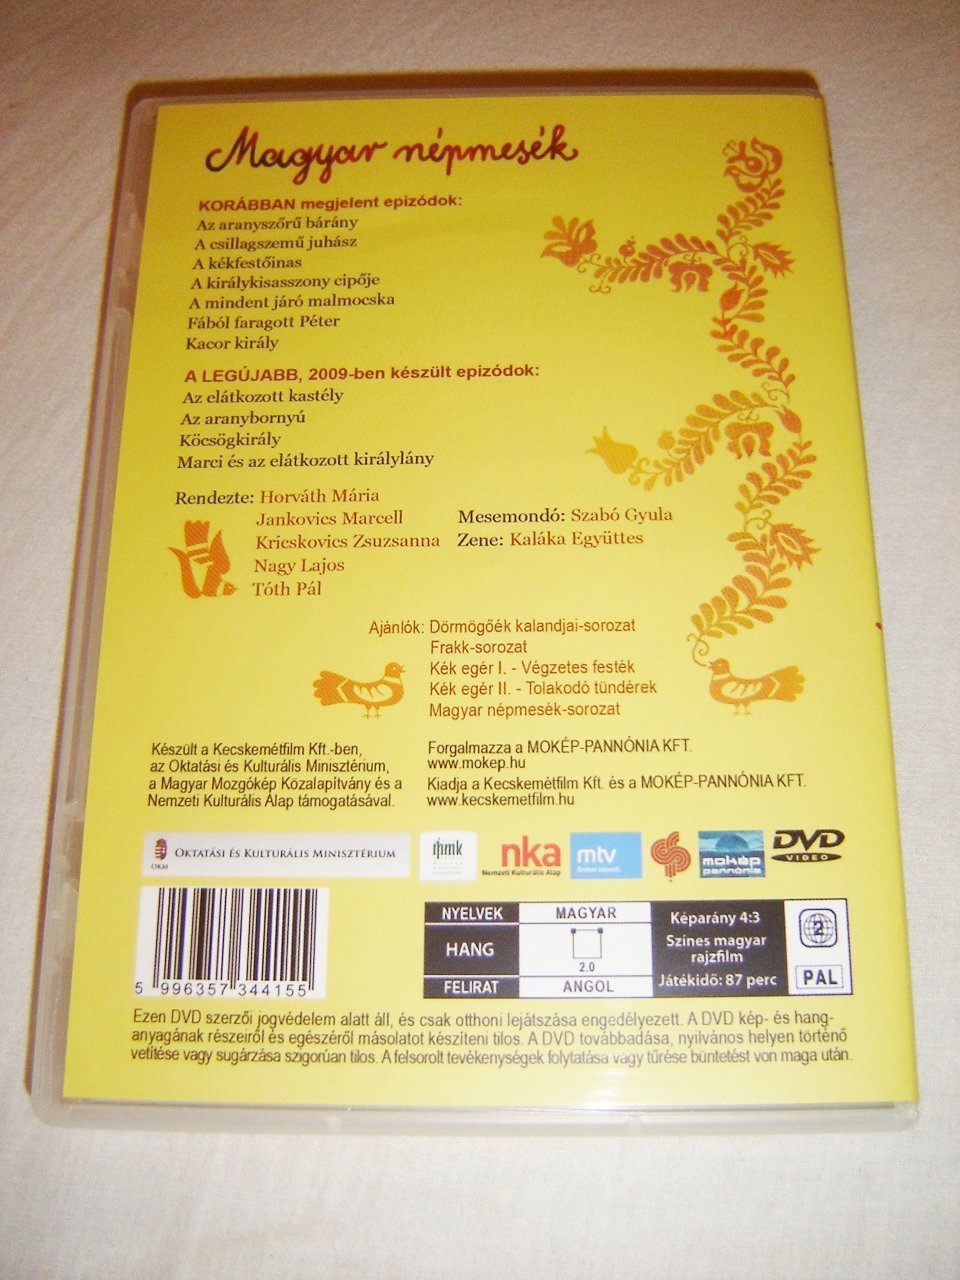 Magyar népmesék
KORÁBBAN megjelent epizódok:
Az aranyszőrű bárány
A csillagszemű juhász
A kékfestőinas
A királykisasszony cipője
A mindent járó malmocska
Fából faragott Péter
Kacor király
A LEGÚJABB, 2009-ben készült epizódok:
Az elátkozott kastély
Az aranybornyú
Köcsögkirály
Marci és az elátkozott királylány
Rendezte: Horváth Mária
Jankovics Marcell
Kricskovics Zsuzsanna
Nagy Lajos
Tóth Pál
Mesemondó: Szabó Gyula
Zene: Kaláka Együttes
Ajánlók: Dörmögőék kalandjai-sorozat
Frakk-sorozat
Kék egér I. - Végzetes festék
Kék egér II. - Tolakodó tündérek
Magyar népmesék-sorozat
Készült a Kecskemétfilm Kft.-ben,
az Oktatási és Kulturális Minisztérium,
a Magyar Mozgókép Közalapítvány és a
Nemzeti Kulturális Alap támogatásával.
Forgalmazza a MOKÉP-PANNÓNIA KFT.
www.mokep.hu
Kiadja a Kecskemétfilm Kft. és a MOKÉP-PANNÓNIA KFT.
www.kecskemetfilm.hu
OKM
OKTATÁSI ÉS KULTURÁLIS MINISZTÉRIUM
mmk
nka
Nemzeti Kulturális Alap
mtv
mokép
pannónia
DVD
VIDEO
5 996357 344155
NYELVEK MAGYAR
HANG 2.0
FELIRAT ANGOL
Képarány 4:3
Színes magyar
rajzfilm
Játékidő: 87 perc
2
PAL
Ezen DVD szerzői jogvédelem alatt áll, és csak otthoni lejátszása engedélyezett. A DVD kép- és hang-
anyagának részeiről és egészéről másolatot készíteni tilos. A DVD továbbadása, nyilvános helyen történő
vetítése vagy sugárzása szigorúan tilos. A felsorolt tevékenységek folytatása vagy tűrése büntetést von maga után.